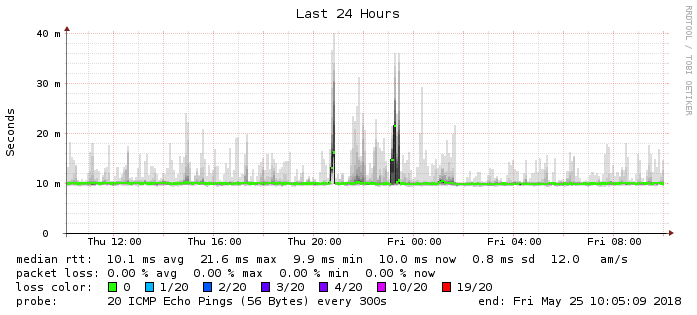 Last 24 Hours
RRDTOOL / TOBI OETIKER
Seconds
40 m
30 m
20 m
10 m
0
Thu 12:00 Thu 16:00 Thu 20:00 Fri 00:00 Fri 04:00 Fri 08:00
median rtt: 10.1 ms avg 21.6 ms max 9.9 ms min 10.0 ms now 0.8 ms sd 12.0 am/s
packet loss: 0.00 % avg 0.00 % max 0.00 % min 0.00 % now
loss color: 0 1/20 2/20 3/20 4/20 10/20 19/20
probe: 20 ICMP Echo Pings (56 Bytes) every 300s end: Fri May 25 10:05:09 2018